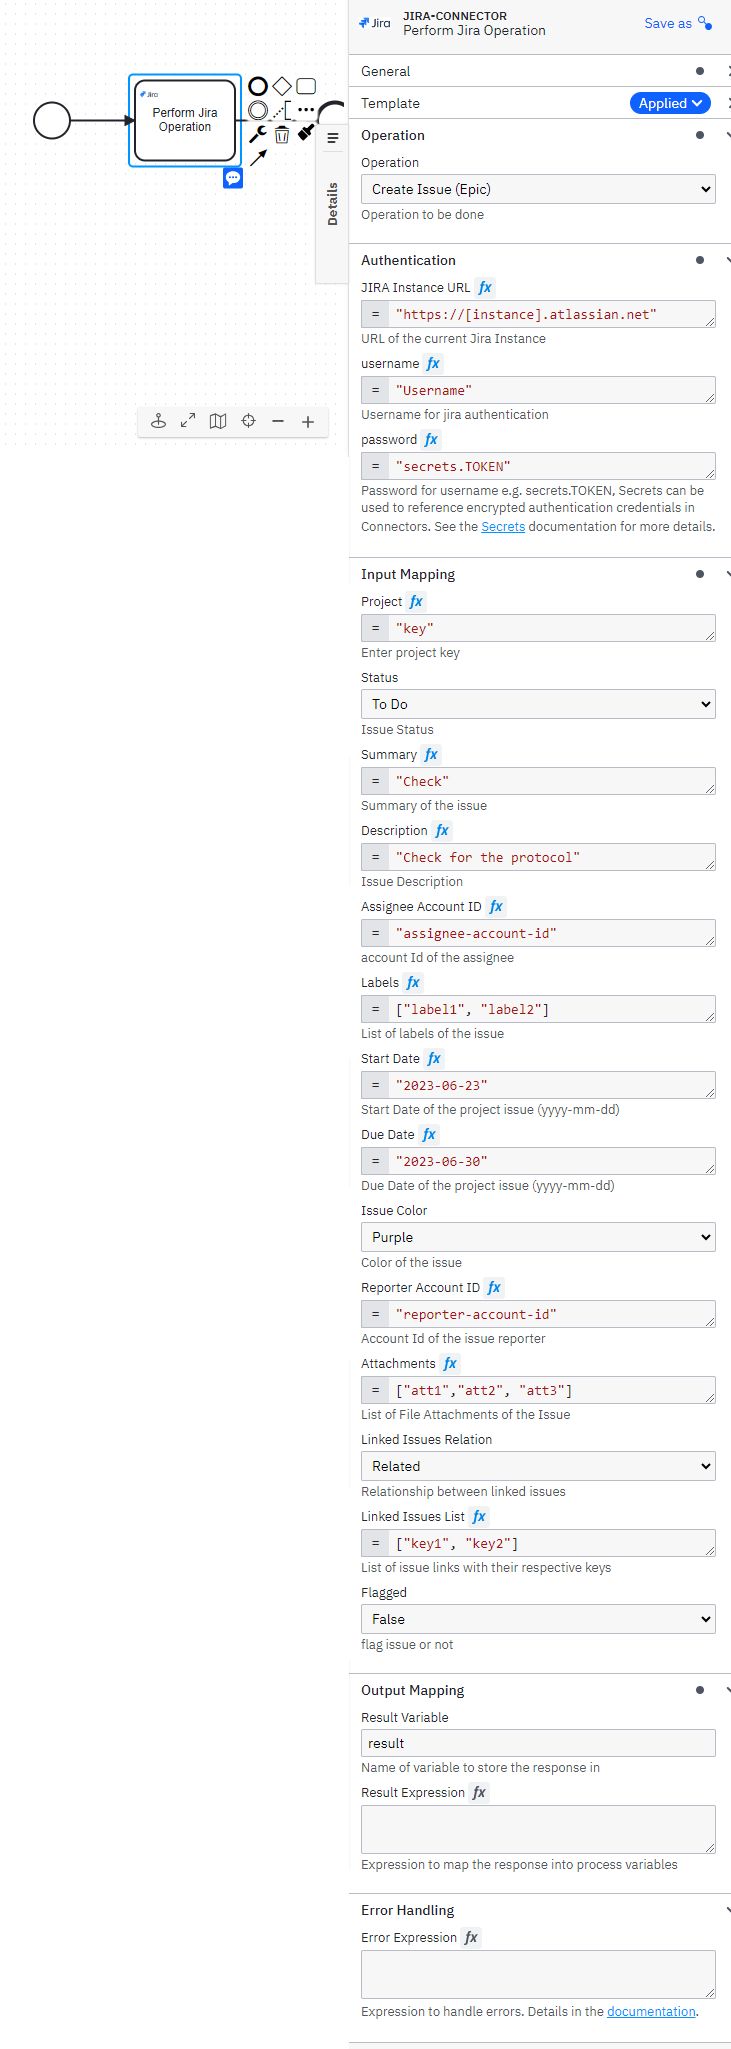 Jira
Perform Jira
Operation
Details
Jira
JIRA-CONNECTOR
Perform Jira Operation
Save as
General
Template
Applied
Operation
Operation
Create Issue (Epic)
Operation to be done
Authentication
JIRA Instance URL fx
= "https://[instance].atlassian.net"
URL of the current Jira Instance
username fx
= "Username"
Username for jira authentication
password fx
= "secrets.TOKEN"
Password for username e.g. secrets.TOKEN, Secrets can be
used to reference encrypted authentication credentials in
Connectors. See the Secrets documentation for more details.
Input Mapping
Project fx
= "key"
Enter project key
Status
To Do
Issue Status
Summary fx
= "Check"
Summary of the issue
Description fx
= "Check for the protocol"
Issue Description
Assignee Account ID fx
= "assignee-account-id"
account Id of the assignee
Labels fx
= ["label1", "label2"]
List of labels of the issue
Start Date fx
= "2023-06-23"
Start Date of the project issue (yyyy-mm-dd)
Due Date fx
= "2023-06-30"
Due Date of the project issue (yyyy-mm-dd)
Issue Color
Purple
Color of the issue
Reporter Account ID fx
= "reporter-account-id"
Account Id of the issue reporter
Attachments fx
= ["att1","att2", "att3"]
List of File Attachments of the Issue
Linked Issues Relation
Related
Relationship between linked issues
Linked Issues List fx
= ["key1", "key2"]
List of issue links with their respective keys
Flagged
False
flag issue or not
Output Mapping
Result Variable
result
Name of variable to store the response in
Result Expression fx
Expression to map the response into process variables
Error Handling
Error Expression fx
Expression to handle errors. Details in the documentation.